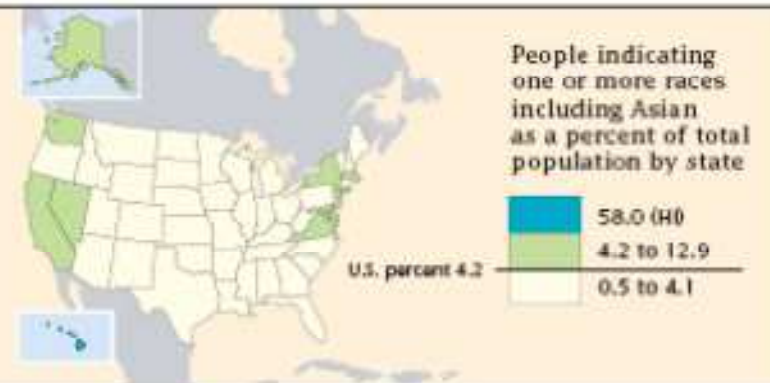 People indicating
one or more races
including Asian
as a percent of total
population by state
58.0 (HI)
4.2 to 12.9
U.S. percent 4.2
0.5 to 4.1